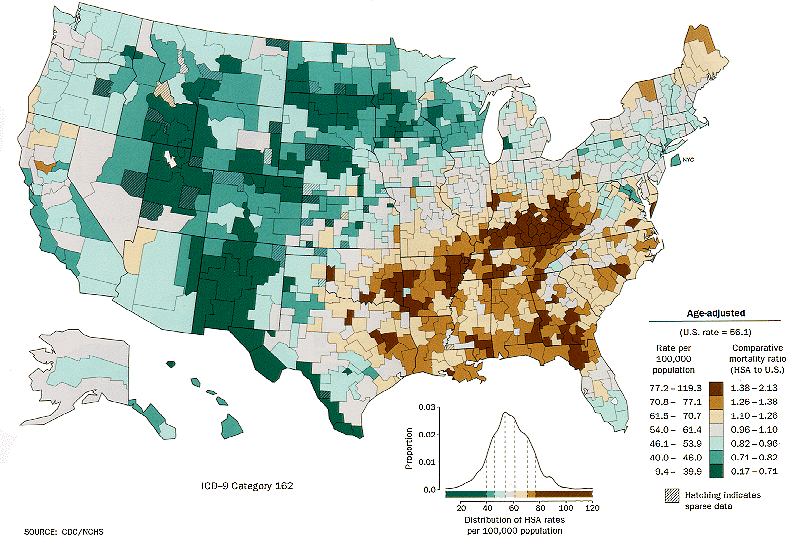 NYC
Age-adjusted
(U.S. rate = 56.1)
Rate per
100,000
population
Comparative
mortality ratio
(HSA to U.S.)
77.2 – 119.3 1.38 – 2.13
70.8 – 77.1 1.26 – 1.38
61.5 – 70.7 1.10 – 1.26
54.0 – 61.4 0.96 – 1.10
46.1 – 53.9 0.82 – 0.96
40.0 – 46.0 0.71 – 0.82
9.4 – 39.9 0.17 – 0.71
Hatching indicates
sparse data
Proportion
0.03
0.02
0.01
0.0
20 40 60 80 100 120
Distribution of HSA rates
per 100,000 population
ICD-9 Category 162
SOURCE: CDC/NCHS